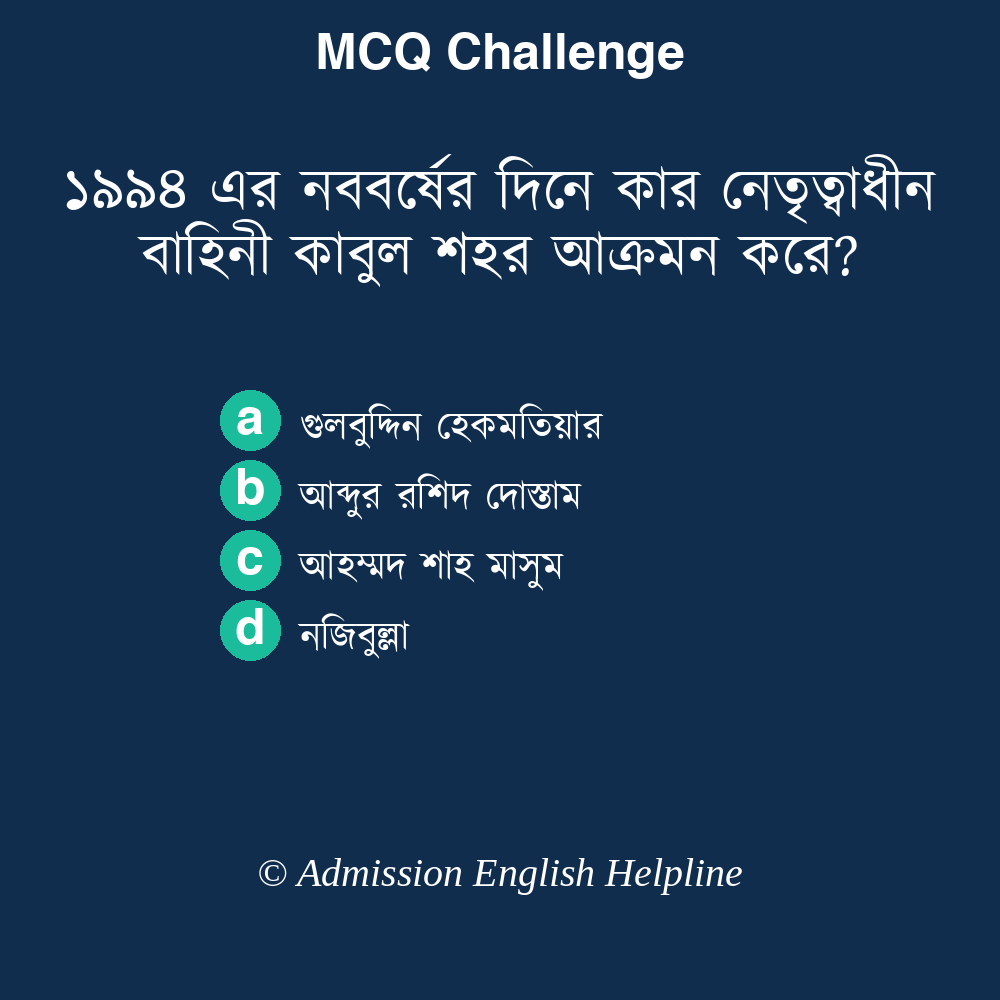 MCQ Challenge
১৯৯৪ এর নববর্ষের দিনে কার নেতৃত্বাধীন
বাহিনী কাবুল শহর আক্রমন করে?
a গুলবুদ্দিন হেকমতিয়ার
b আব্দুর রশিদ দোস্তাম
c আহম্মদ শাহ মাসুম
d নজিবুল্লা
© Admission English Helpline